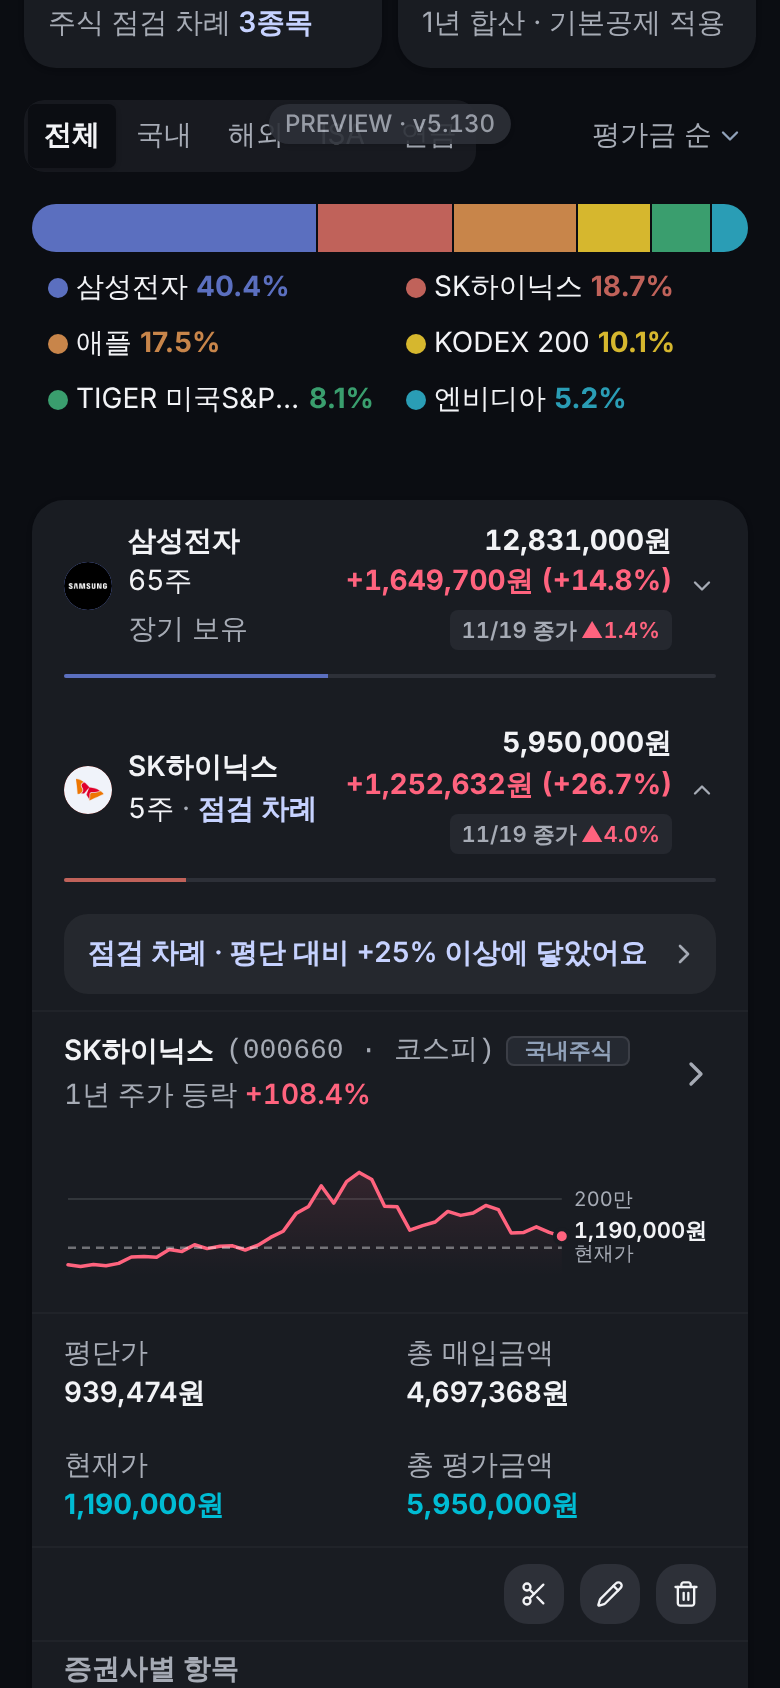 주식 점검 차례 3종목
1년 합산 · 기본공제 적용
전체 국내 해외
PREVIEW · v5.130
평가금 순
삼성전자 40.4%
SK하이닉스 18.7%
애플 17.5%
KODEX 200 10.1%
TIGER 미국S&P... 8.1%
엔비디아 5.2%
SAMSUNG
삼성전자
65주
장기 보유
12,831,000원
+1,649,700원 (+14.8%)
11/19 종가 ▲1.4%
SK하이닉스
5주 · 점검 차례
5,950,000원
+1,252,632원 (+26.7%)
11/19 종가 ▲4.0%
점검 차례 · 평단 대비 +25% 이상에 닿았어요
SK하이닉스 (000660 · 코스피) 국내주식
1년 주가 등락 +108.4%
200만
1,190,000원
현재가
평단가
939,474원
총 매입금액
4,697,368원
현재가
1,190,000원
총 평가금액
5,950,000원
증권사별 항목